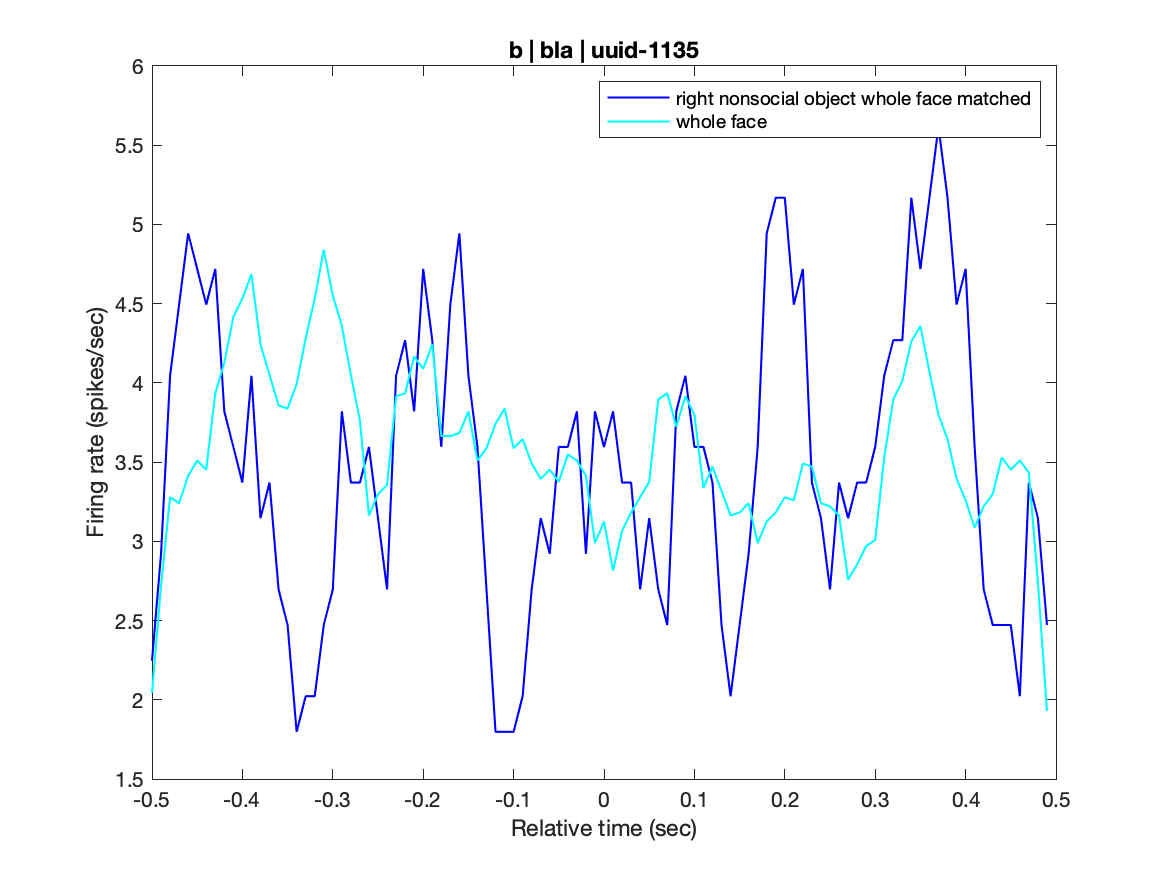 b | bla | uuid-1135
right nonsocial object whole face matched
whole face
6
5.5
5
4.5
4
3.5
3
2.5
2
1.5
Firing rate (spikes/sec)
-0.5 -0.4 -0.3 -0.2 -0.1 0 0.1 0.2 0.3 0.4 0.5
Relative time (sec)